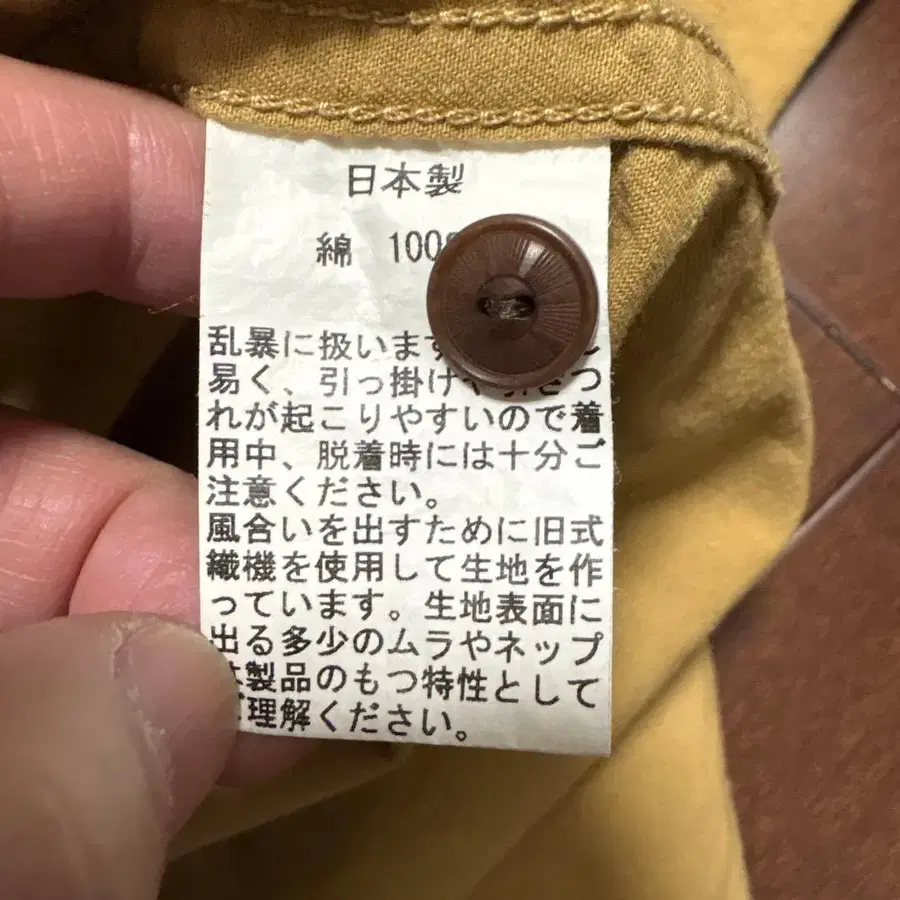 日本製
綿 100
乱暴に扱いま
易く、引っ掛け
れが起こりやすいので着
用中、脱着時には十分ご
注意ください。
風合いを出すために旧式
織機を使用して生地を作
っています。生地表面に
出る多少のムラやネップ
製品のもつ特性として
理解ください。